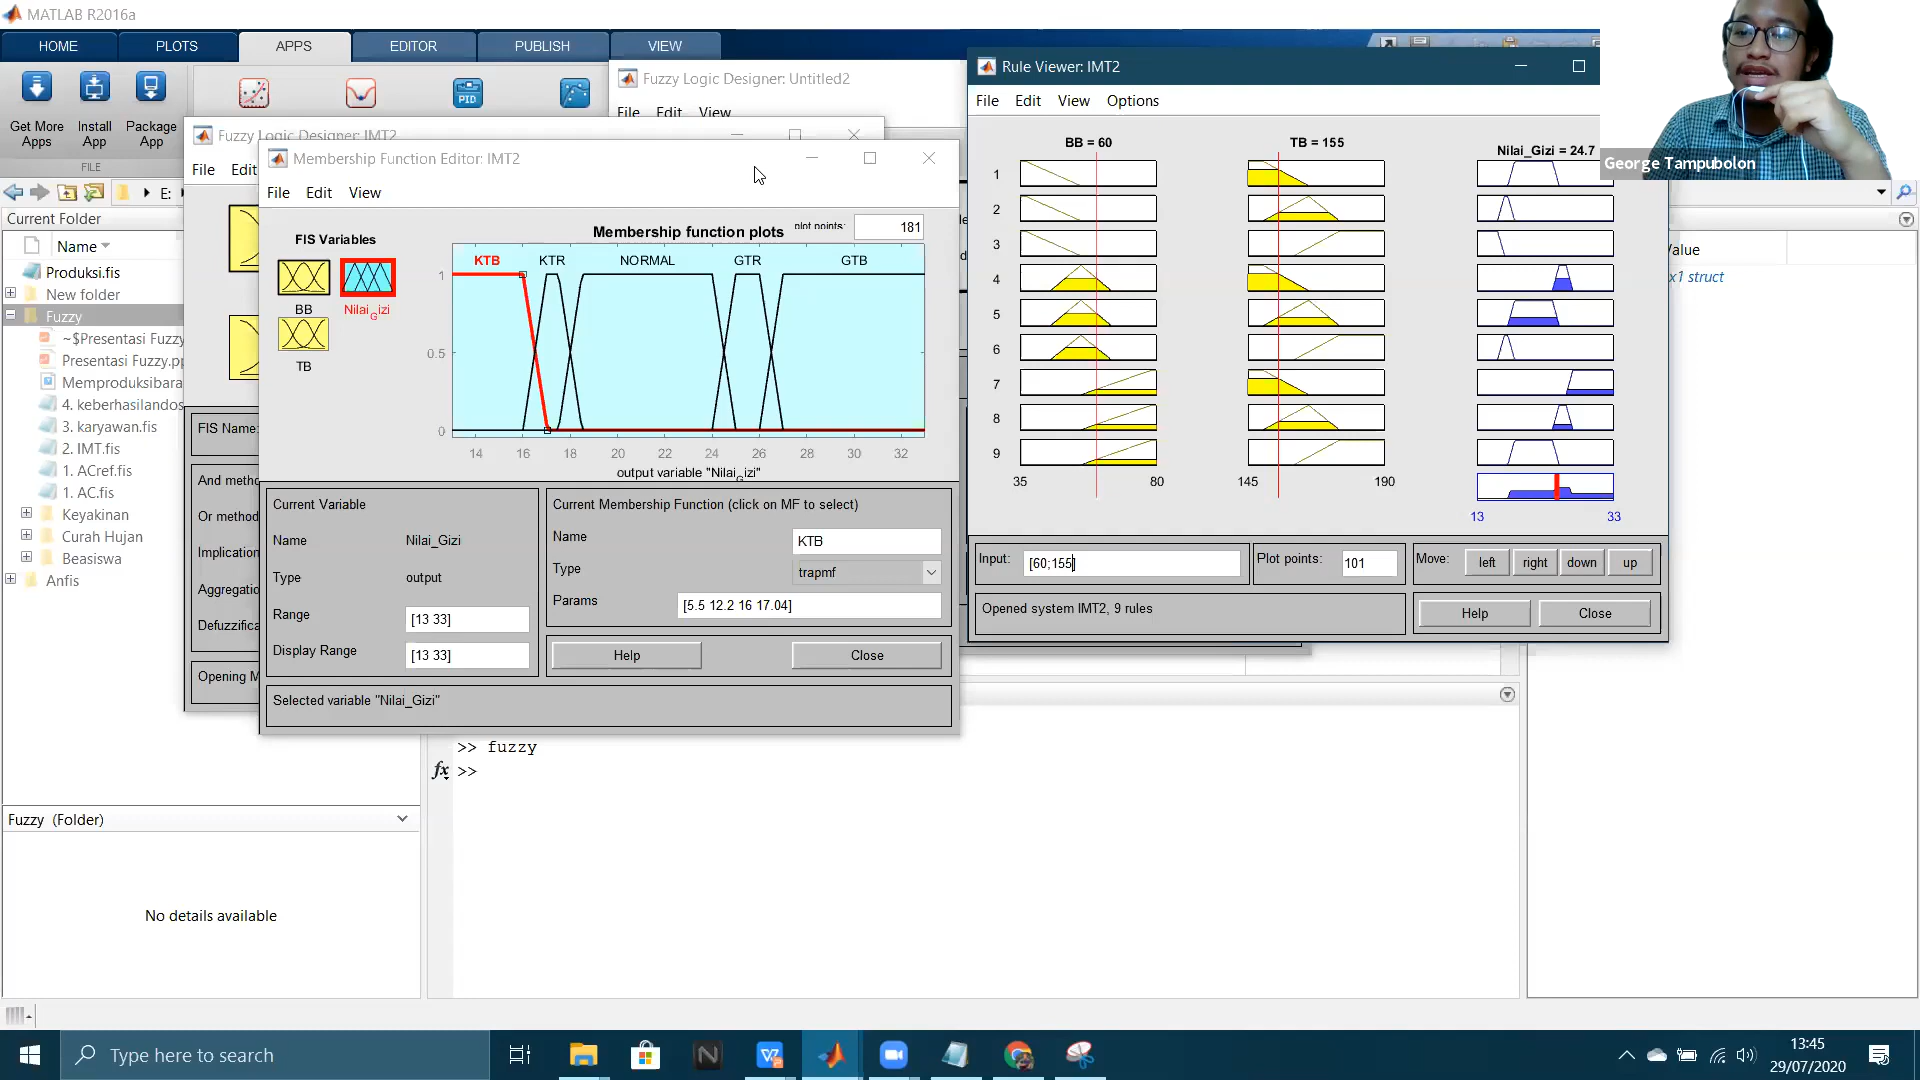 MATLAB R2016a
HOME
PLOTS
APPS
EDITOR
PUBLISH
VIEW
Get More Apps
Install App
Package App
FILE
PID
Fuzzy Logic Designer: Untitled2
File Edit View
Fuzzy Logic Designer: IMT2
File Edit
E:
Current Folder
Name
Produksi.fis
New folder
Fuzzy
~$Presentasi Fuzzy
Presentasi Fuzzy.pp
Memproduksibara
4. keberhasilandos
3. karyawan.fis
2. IMT.fis
1. ACref.fis
1. AC.fis
Keyakinan
Curah Hujan
Beasiswa
Anfis
Fuzzy (Folder)
No details available
FIS Name:
And metho
Or method
Implication
Aggregatio
Defuzzifica
Opening M
Membership Function Editor: IMT2
File Edit View
FIS Variables
BB
Nilai_Gizi
TB
Membership function plots
plot points:
181
KTB KTR NORMAL GTR GTB
1
0.5
0
14 16 18 20 22 24 26 28 30 32
output variable "Nilai_Gizi"
Current Variable
Name Nilai_Gizi
Type output
Range [13 33]
Display Range [13 33]
Current Membership Function (click on MF to select)
Name KTB
Type trapmf
Params [5.5 12.2 16 17.04]
Help Close
Selected variable "Nilai_Gizi"
>> fuzzy
fx >>
Rule Viewer: IMT2
File Edit View Options
BB = 60
TB = 155
Nilai_Gizi = 24.7
1
2
3
4
5
6
7
8
9
35 80
145 190
13 33
Input: [60;155]
Plot points: 101
Move: left right down up
Opened system IMT2, 9 rules
Help Close
George Tampubolon
alue
x1 struct
Type here to search
13:45
29/07/2020